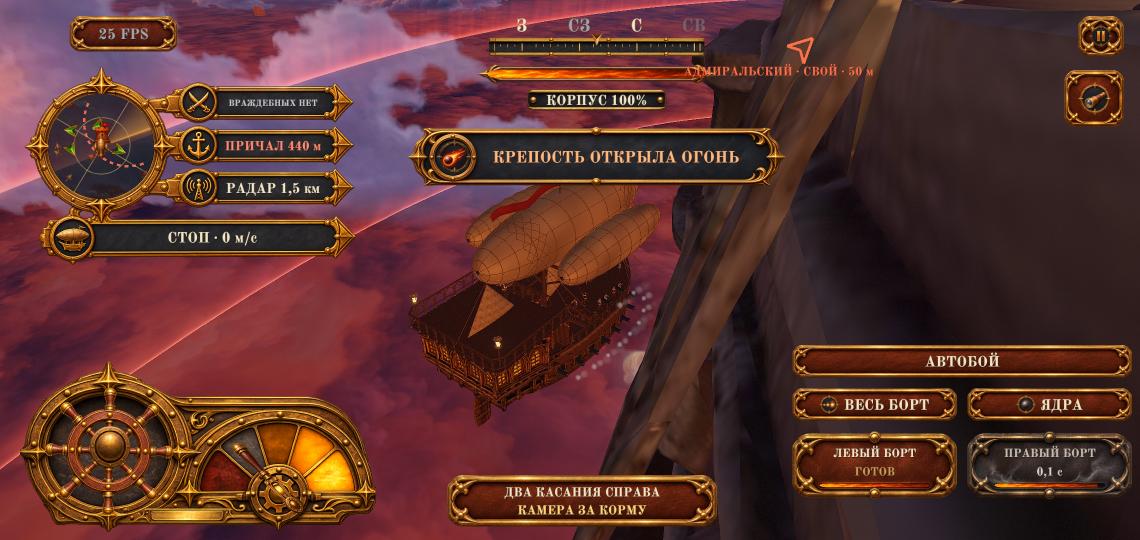 25 FPS
З СЗ С СВ
АДМИРАЛЬСКИЙ · СВОЙ · 50 м
КОРПУС 100%
ВРАЖДЕБНЫХ НЕТ
ПРИЧАЛ 440 м
РАДАР 1,5 км
СТОП · 0 м/с
КРЕПОСТЬ ОТКРЫЛА ОГОНЬ
АВТОБОЙ
ВЕСЬ БОРТ
ЯДРА
ЛЕВЫЙ БОРТ
ГОТОВ
ПРАВЫЙ БОРТ
0,1 с
ДВА КАСАНИЯ СПРАВА
КАМЕРА ЗА КОРМУ